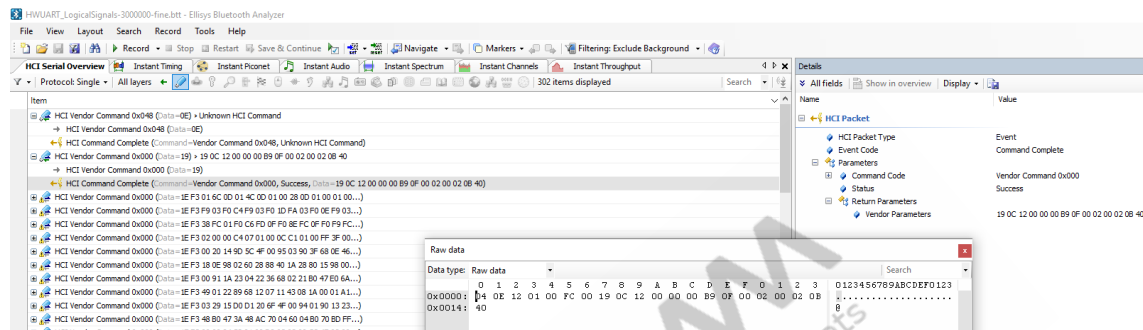 HWUART_LogicalSignals-3000000-fine.btt - Ellisys Bluetooth Analyzer
File View Layout Search Record Tools Help
Record Stop Restart Save & Continue Navigate Markers Filtering: Exclude Background
HCI Serial Overview Instant Timing Instant Piconet Instant Audio Instant Spectrum Instant Channels Instant Throughput
Protocol: Single All layers 302 items displayed Search
Item
HCI Vendor Command 0x048 (Data=0E) > Unknown HCI Command
HCI Vendor Command 0x048 (Data=0E)
HCI Command Complete (Command=Vendor Command 0x048, Unknown HCI Command)
HCI Vendor Command 0x000 (Data=19) > 19 0C 12 00 00 00 B9 0F 00 02 00 02 0B 40
HCI Vendor Command 0x000 (Data=19)
HCI Command Complete (Command=Vendor Command 0x000, Success, Data=19 0C 12 00 00 00 B9 0F 00 02 00 02 0B 40)
HCI Vendor Command 0x000 (Data=1E F3 01 6C 0D 01 4C 0D 01 00 28 0D 01 00 01 00...)
HCI Vendor Command 0x000 (Data=1E F3 F9 03 F0 C4 F9 03 F0 1D FA 03 F0 0E F9 03...)
HCI Vendor Command 0x000 (Data=1E F3 38 FC 01 F0 C6 FD 0F F0 8E FC 0F F0 F9 FC...)
HCI Vendor Command 0x000 (Data=1E F3 02 00 00 C4 07 01 00 0C C1 01 00 FF 3F 00...)
HCI Vendor Command 0x000 (Data=1E F3 00 20 14 9D 5C 4F 00 95 03 90 3F 68 0E 46...)
HCI Vendor Command 0x000 (Data=1E F3 18 0E 98 02 60 28 88 40 1A 28 80 15 98 00...)
HCI Vendor Command 0x000 (Data=1E F3 00 91 1A 23 04 22 36 68 02 21 B0 47 E0 6A...)
HCI Vendor Command 0x000 (Data=1E F3 49 01 22 89 68 12 07 11 43 08 1A 00 01 A1...)
HCI Vendor Command 0x000 (Data=1E F3 03 29 15 D0 D1 20 6F 4F 00 94 01 90 13 23...)
HCI Vendor Command 0x000 (Data=1E F3 48 B0 47 3A 48 AC 70 04 60 04 B0 70 BD FF...)
Details
All fields Show in overview Display
Name Value
HCI Packet
HCI Packet Type Event
Event Code Command Complete
Parameters
Command Code Vendor Command 0x000
Status Success
Return Parameters
Vendor Parameters 19 0C 12 00 00 00 B9 0F 00 02 00 02 0B 40
Raw data
Data type: Raw data Search
0 1 2 3 4 5 6 7 8 9 A B C D E F 0 1 2 3 0123456789ABCDEF0123
0x0000: 04 0E 12 01 00 FC 00 19 0C 12 00 00 00 B9 0F 00 02 00 02 0B ....................
0x0014: 40 @